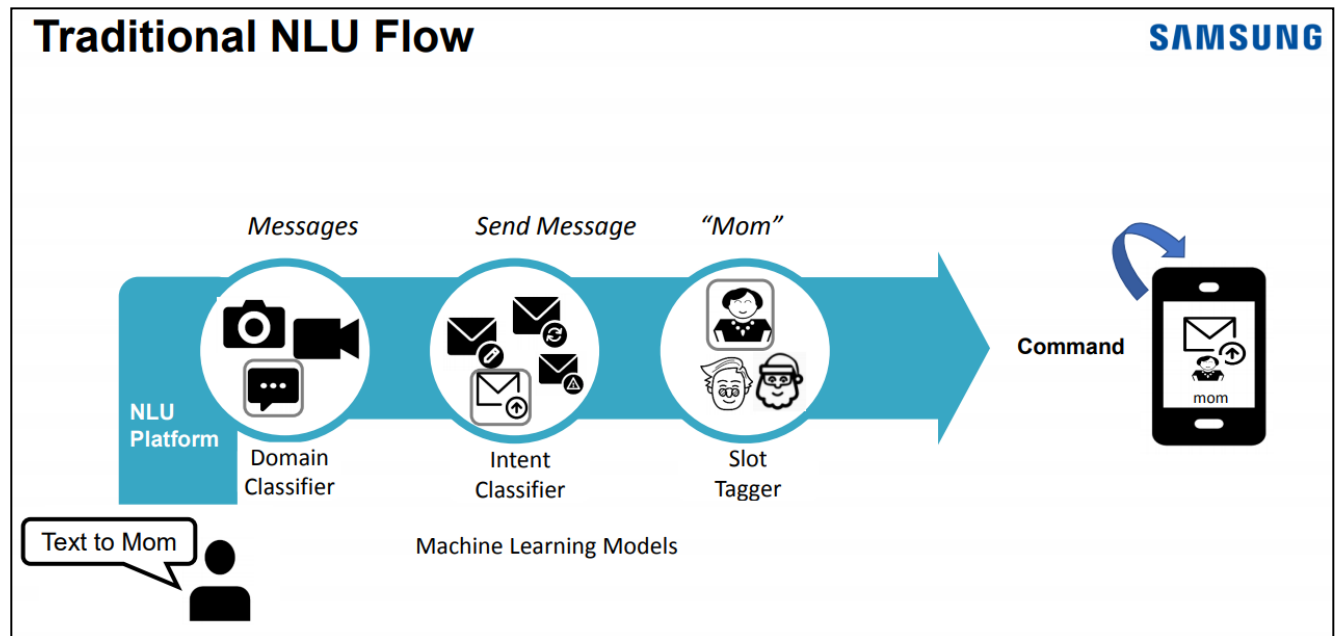 Traditional NLU Flow
SAMSUNG
Messages
Send Message
“Mom”
NLU
Platform
Domain
Classifier
Intent
Classifier
Slot
Tagger
Command
mom
Text to Mom
Machine Learning Models